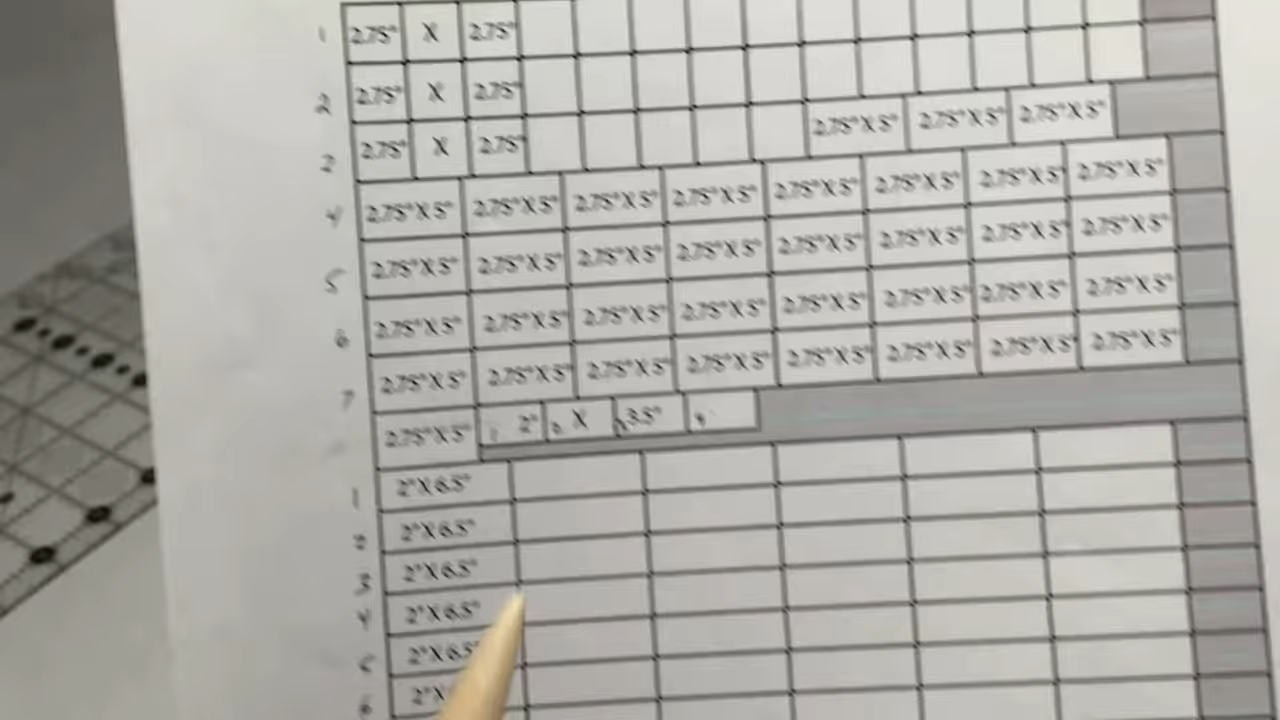 1 2.75" X 2.75"
2 2.75" X 2.75"
3 2.75" X 2.75" 2.75"X5" 2.75"X5" 2.75"X5"
4 2.75"X5" 2.75"X5" 2.75"X5" 2.75"X5" 2.75"X5" 2.75"X5" 2.75"X5" 2.75"X5"
5 2.75"X5" 2.75"X5" 2.75"X5" 2.75"X5" 2.75"X5" 2.75"X5" 2.75"X5" 2.75"X5"
6 2.75"X5" 2.75"X5" 2.75"X5" 2.75"X5" 2.75"X5" 2.75"X5" 2.75"X5" 2.75"X5"
7 2.75"X5" 2.75"X5" 2.75"X5" 2.75"X5" 2.75"X5" 2.75"X5" 2.75"X5" 2.75"X5"
2.75"X5" 1 2" 2 X 3 3.5" 4
1 2"X6.5"
2 2"X6.5"
3 2"X6.5"
4 2"X6.5"
5 2"X6.5"
6 2"X